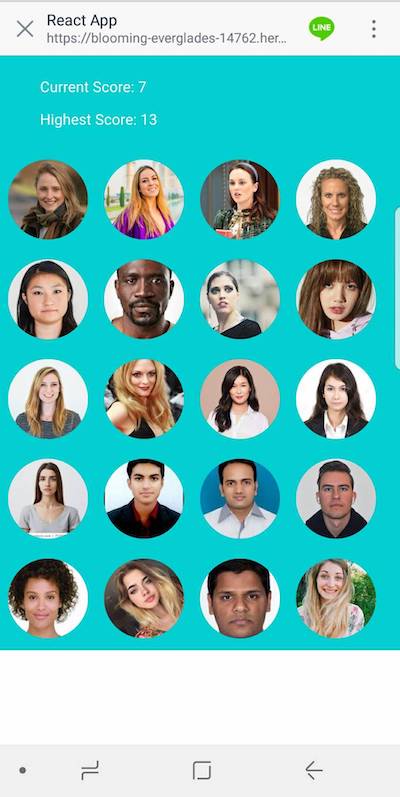 React App
https://blooming-everglades-14762.her...
LINE
Current Score: 7
Highest Score: 13